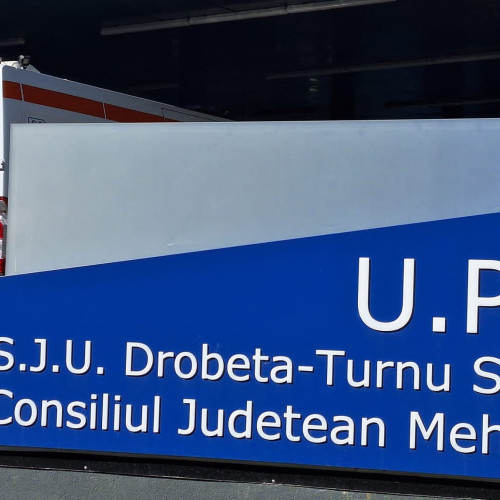 U.P
S.J.U. Drobeta-Turnu S
Consiliul Judetean Meh